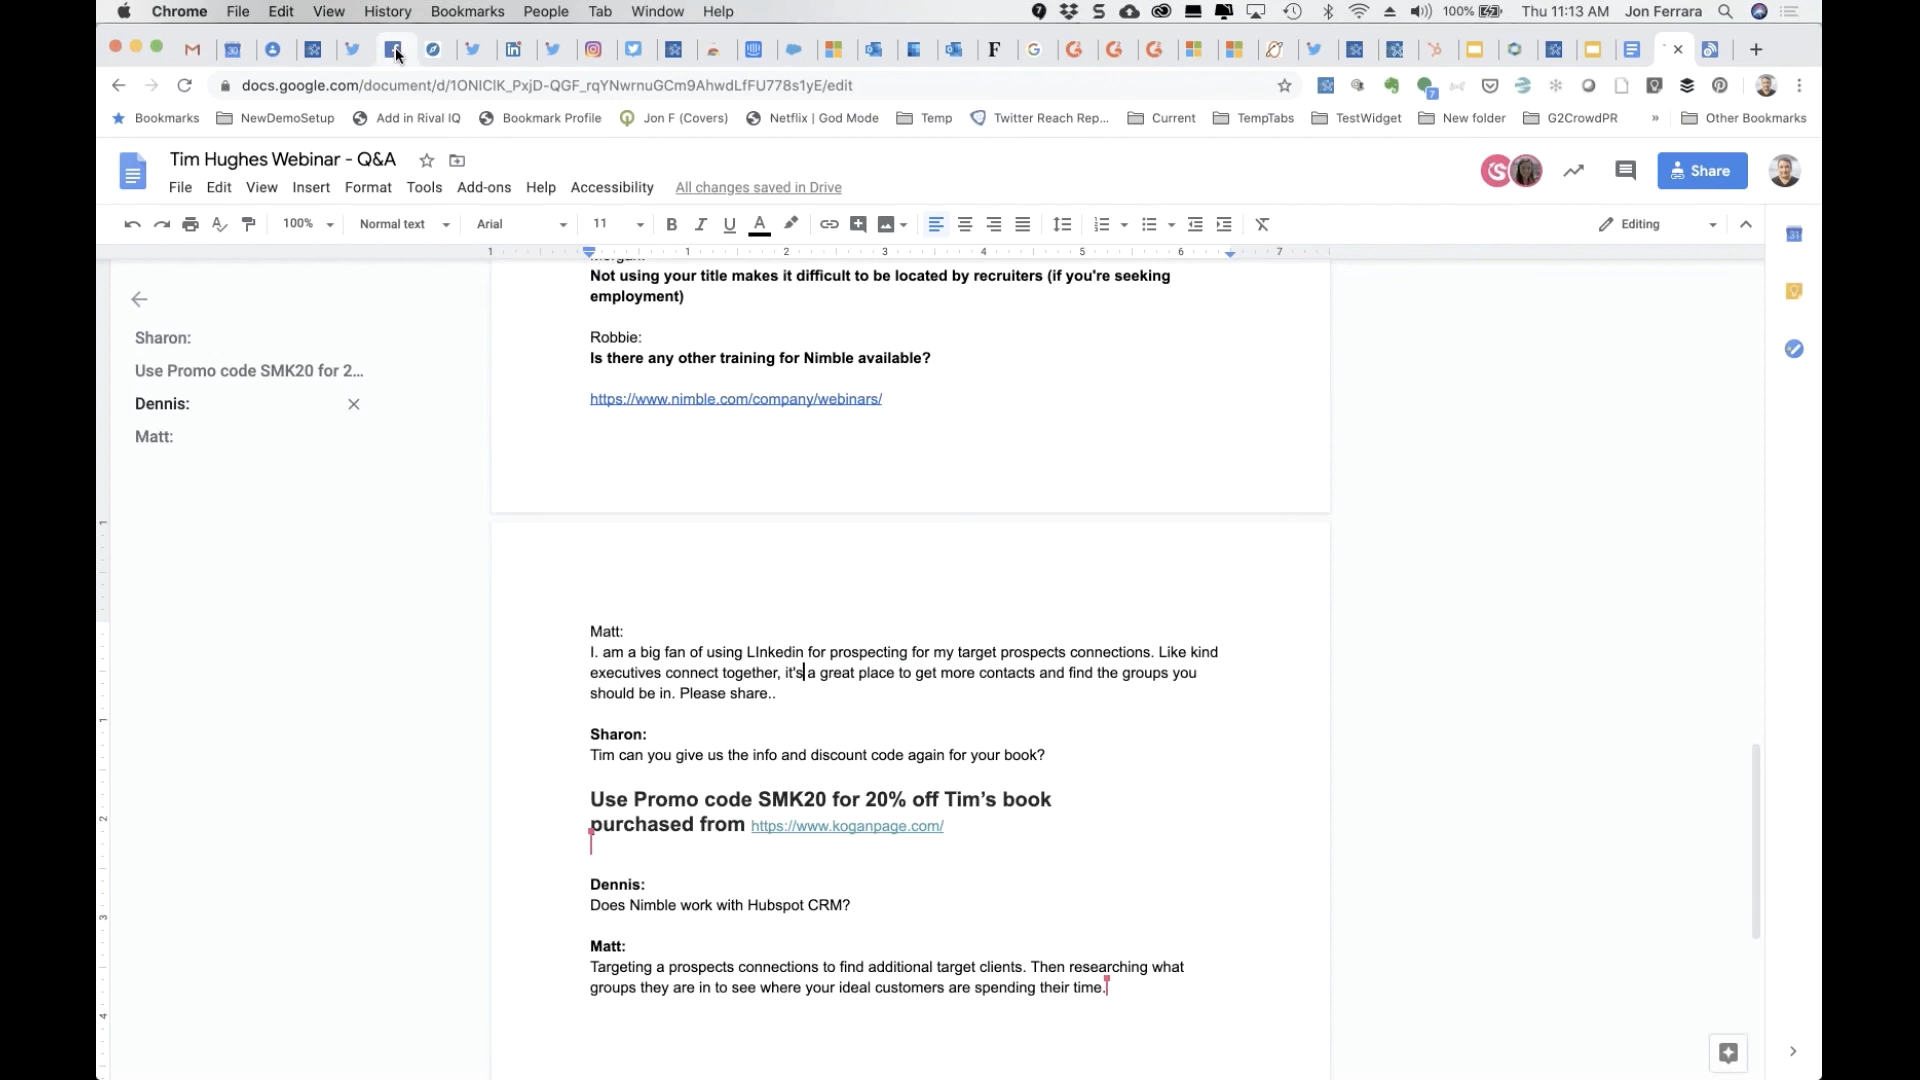 Chrome File Edit View History Bookmarks People Tab Window Help 100% Thu 11:13 AM Jon Ferrara
docs.google.com/document/d/1ONIClK_PxjD-QGF_rqYNwrnuGCm9AhwdLfFU778s1yE/edit
Bookmarks NewDemoSetup Add in Rival IQ Bookmark Profile Jon F (Covers) Netflix | God Mode Temp Twitter Reach Rep... Current TempTabs TestWidget New folder G2CrowdPR » Other Bookmarks
Tim Hughes Webinar - Q&A
File Edit View Insert Format Tools Add-ons Help Accessibility All changes saved in Drive
Share
100% Normal text Arial 11 B I U A Editing
1 1 2 3 4 5 6 7
Not using your title makes it difficult to be located by recruiters (if you're seeking
employment)
Robbie:
Is there any other training for Nimble available?
https://www.nimble.com/company/webinars/
Sharon:
Use Promo code SMK20 for 2...
Dennis:
Matt:
Matt:
I. am a big fan of using LInkedin for prospecting for my target prospects connections. Like kind
executives connect together, it's a great place to get more contacts and find the groups you
should be in. Please share..
Sharon:
Tim can you give us the info and discount code again for your book?
Use Promo code SMK20 for 20% off Tim’s book
purchased from https://www.koganpage.com/
Dennis:
Does Nimble work with Hubspot CRM?
Matt:
Targeting a prospects connections to find additional target clients. Then researching what
groups they are in to see where your ideal customers are spending their time.